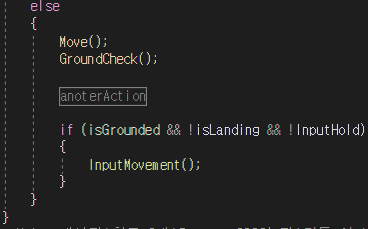 else
{
Move();
GroundCheck();
anoterAction
if (isGrounded && !isLanding && !InputHold)
{
InputMovement();
}
}
}